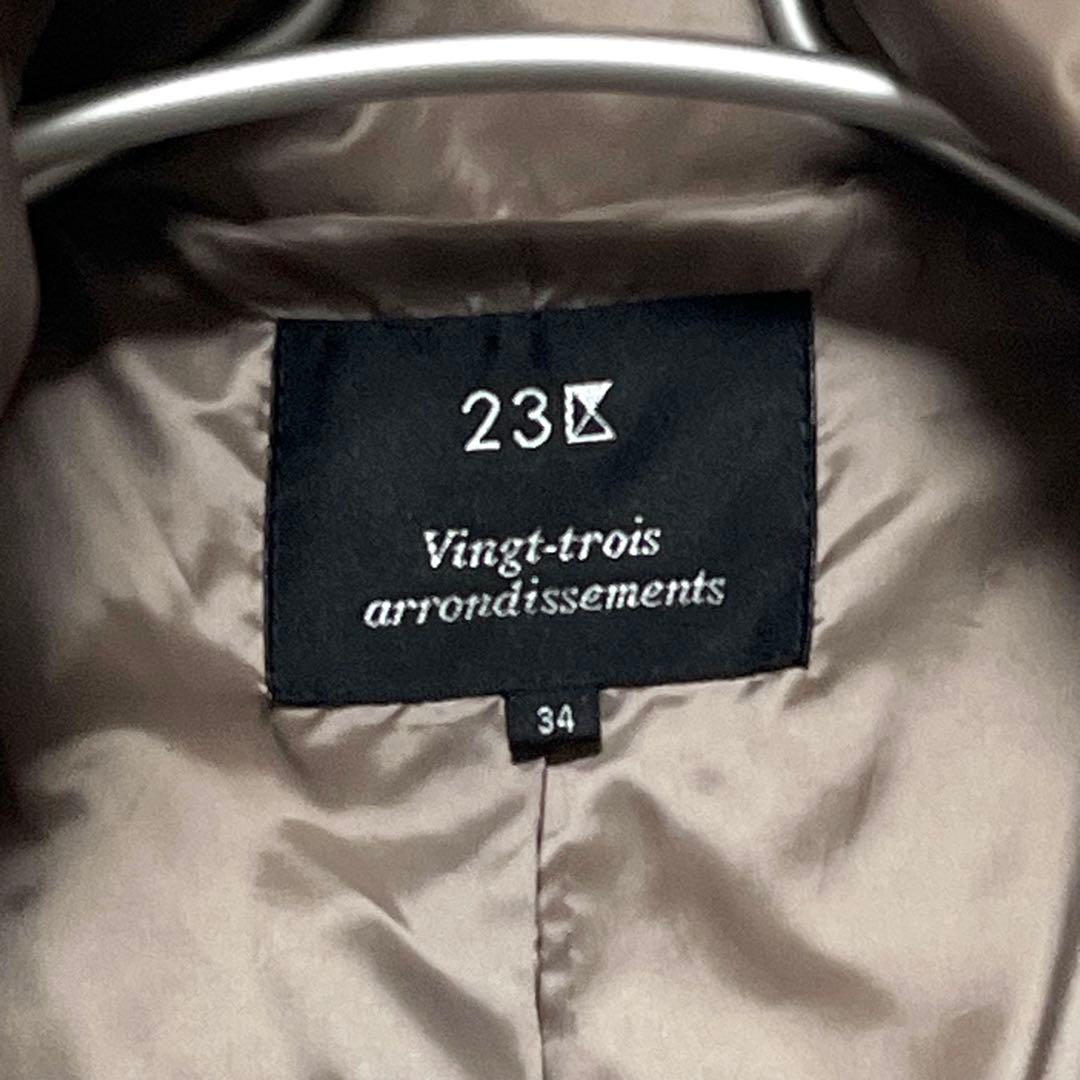 23区
Vingt-trois
arrondissements
34